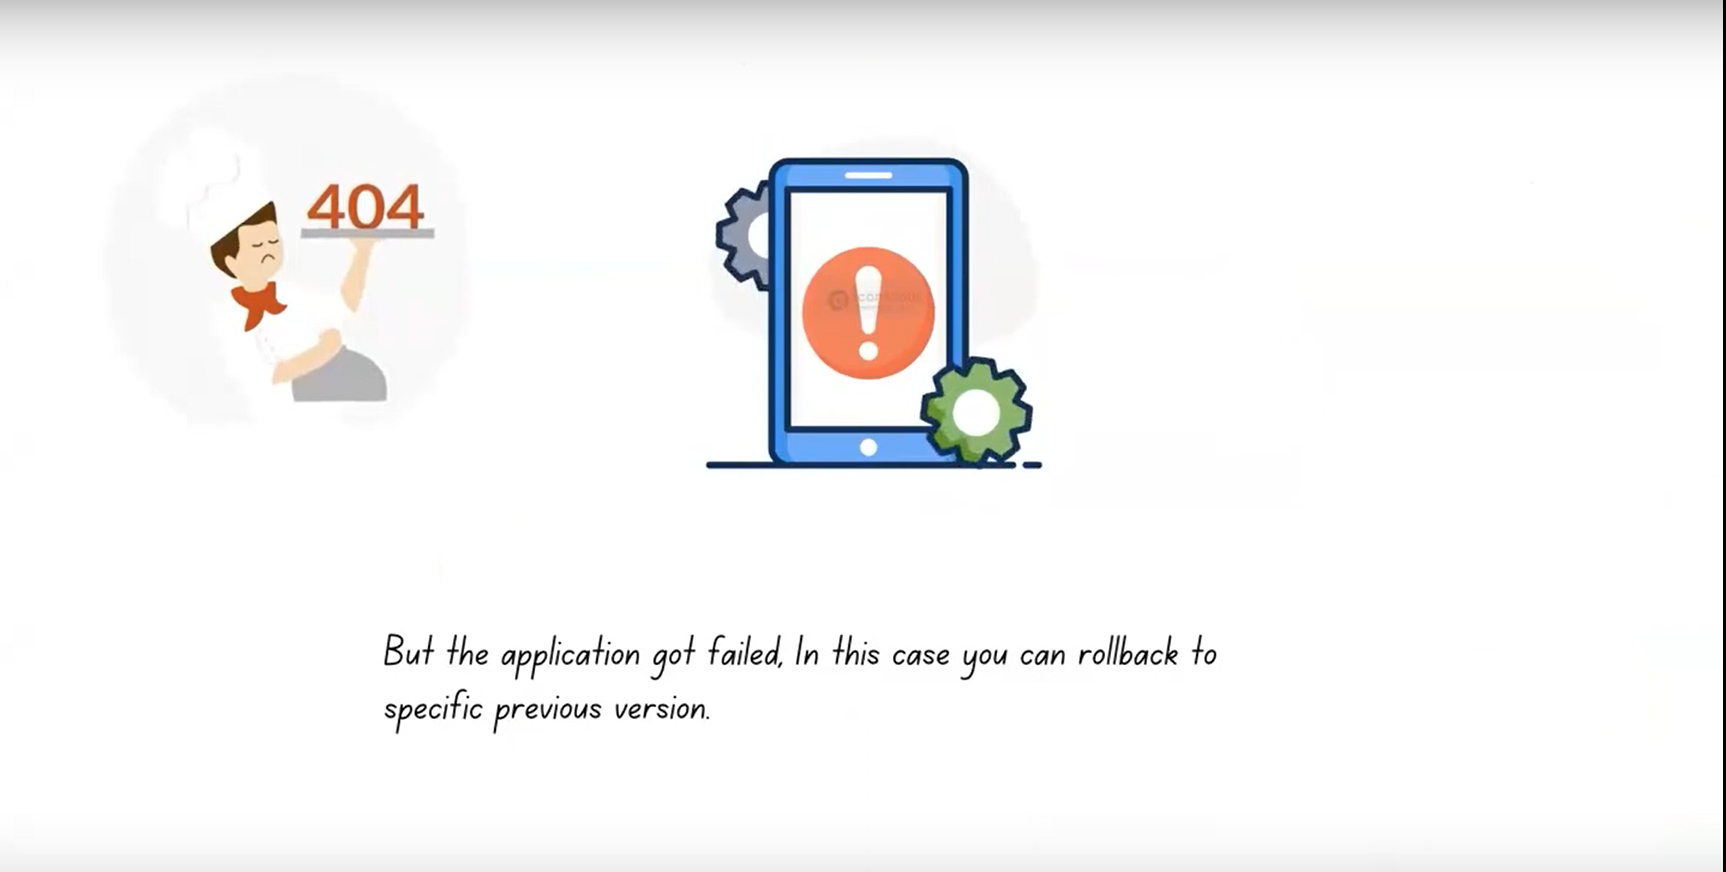 404
But the application got failed, In this case you can rollback to
specific previous version.